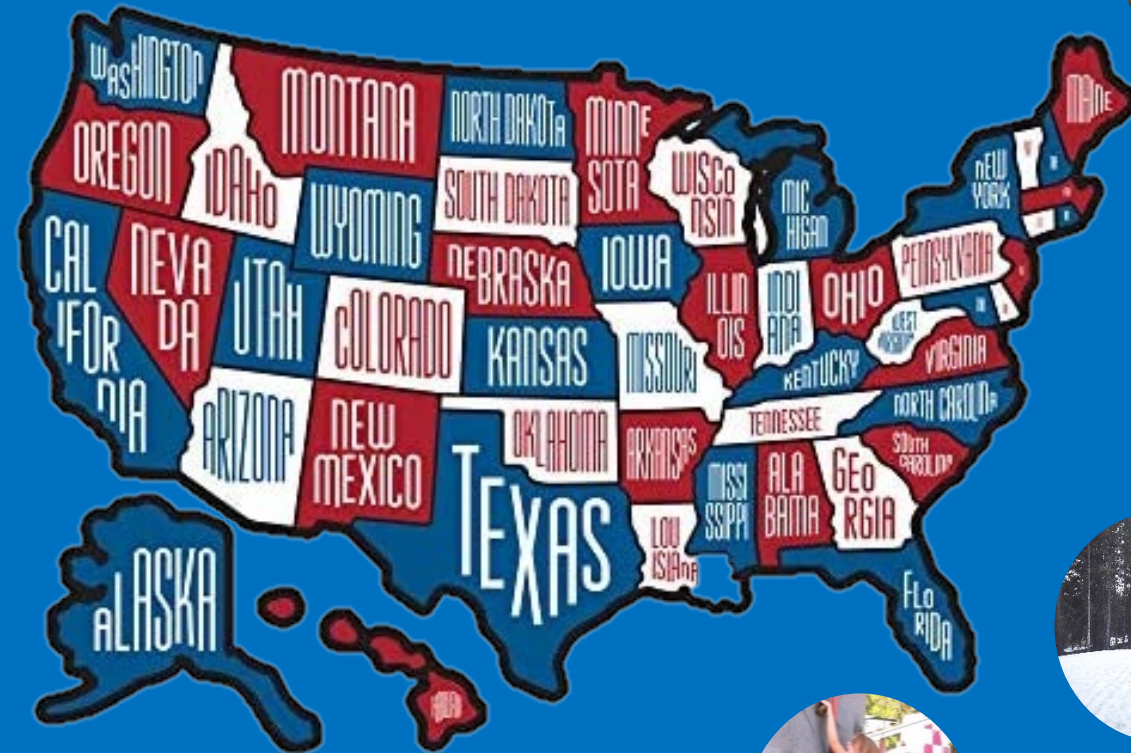 WASHINGTON
MONTANA
NORTH DAKOTA
MINNE
SOTA
MAINE
OREGON
IDAHO
WYOMING
SOUTH DAKOTA
WISCO
NSIN
MIC
HIGAN
NEW
YORK
CAL
IFOR
NIA
NEVA
DA
UTAH
COLORADO
NEBRASKA
IOWA
ILLIN
OIS
INDI
ANA
OHIO
PENNSYLVANIA
KANSAS
MISSOURI
KENTUCKY
WEST
VIRGINIA
VIRGINIA
ARIZONA
NEW
MEXICO
OKLAHOMA
ARKANSAS
TENNESSEE
NORTH CAROLINA
SOUTH
CAROLINA
TEXAS
LOU
ISIANA
MISSI
SSIPPI
ALA
BAMA
GEO
RGIA
FLO
RIDA
ALASKA